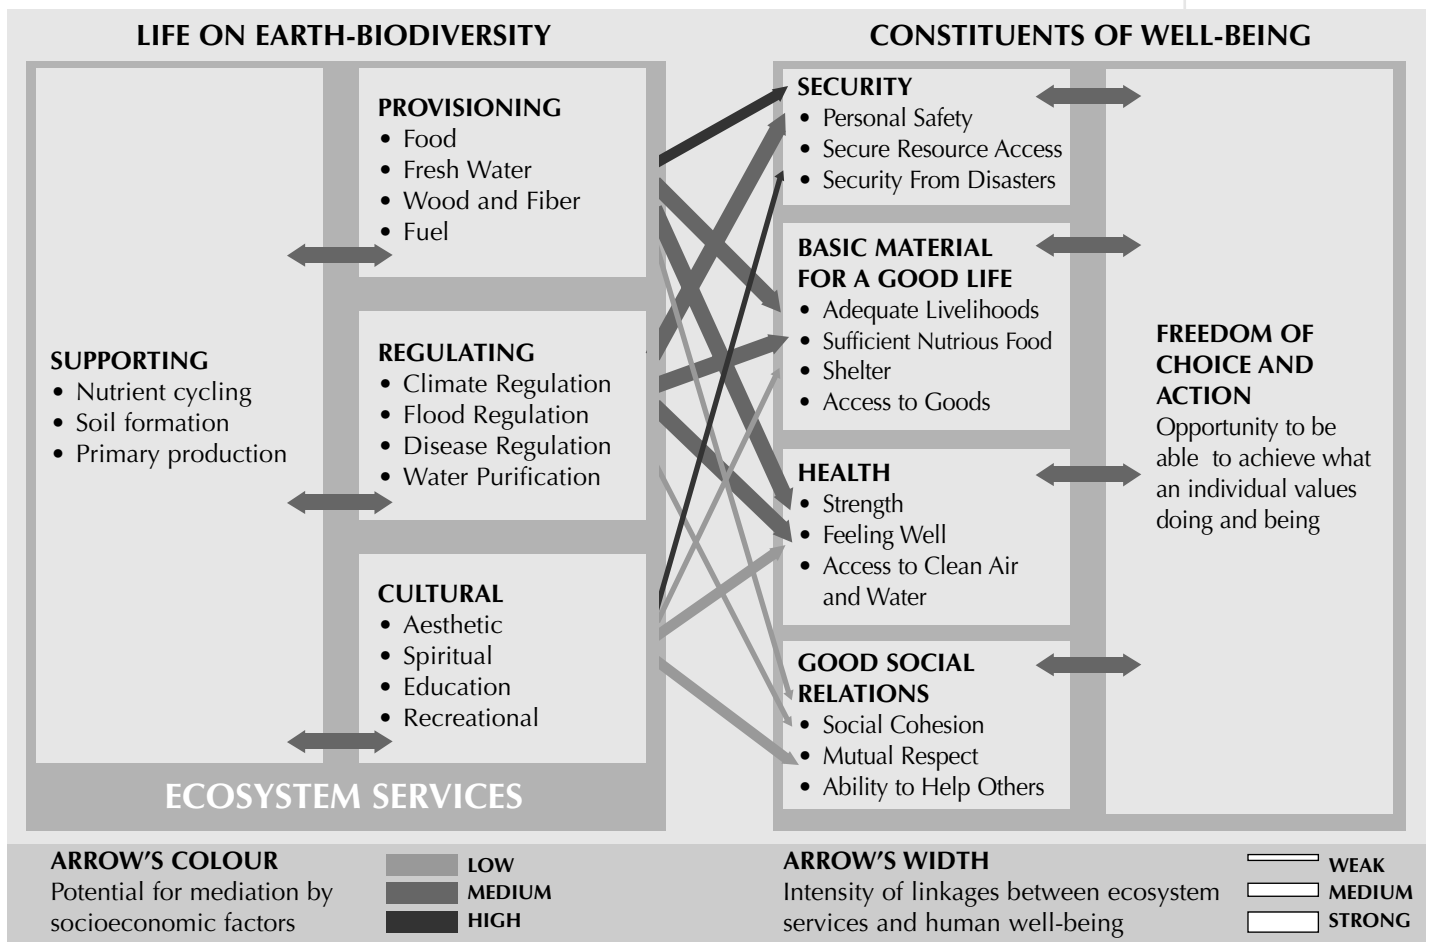 LIFE ON EARTH-BIODIVERSITY
SUPPORTING
• Nutrient cycling
• Soil formation
• Primary production
PROVISIONING
• Food
• Fresh Water
• Wood and Fiber
• Fuel
REGULATING
• Climate Regulation
• Flood Regulation
• Disease Regulation
• Water Purification
CULTURAL
• Aesthetic
• Spiritual
• Education
• Recreational
ECOSYSTEM SERVICES
CONSTITUENTS OF WELL-BEING
SECURITY
• Personal Safety
• Secure Resource Access
• Security From Disasters
BASIC MATERIAL
FOR A GOOD LIFE
• Adequate Livelihoods
• Sufficient Nutrious Food
• Shelter
• Access to Goods
HEALTH
• Strength
• Feeling Well
• Access to Clean Air
and Water
GOOD SOCIAL
RELATIONS
• Social Cohesion
• Mutual Respect
• Ability to Help Others
FREEDOM OF
CHOICE AND
ACTION
Opportunity to be
able to achieve what
an individual values
doing and being
ARROW'S COLOUR
Potential for mediation by
socioeconomic factors
LOW
MEDIUM
HIGH
ARROW'S WIDTH
Intensity of linkages between ecosystem
services and human well-being
WEAK
MEDIUM
STRONG